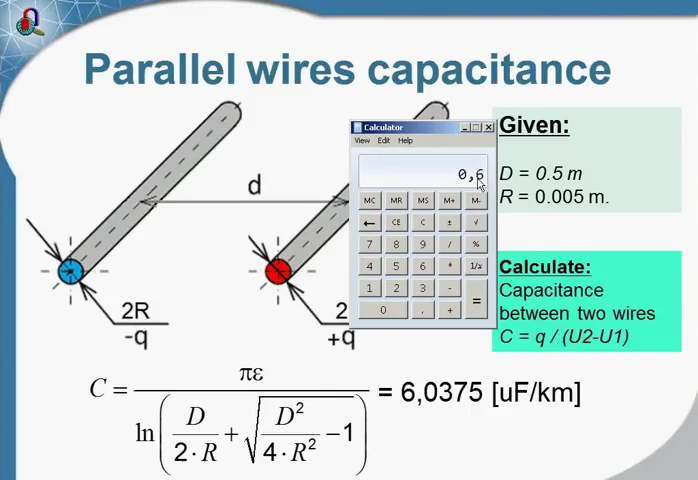 Parallel wires capacitance
Calculator
View Edit Help
0,6
MC MR MS M+ M-
← CE C ± √
7 8 9 / %
4 5 6 * 1/x
1 2 3 - =
0 , +
d
2R
-q
2
+q
Given:
D = 0.5 m
R = 0.005 m.
Calculate:
Capacitance
between two wires
C = q / (U2-U1)
C = πε / ln( D / 2·R + √( D² / 4·R² − 1 ) ) = 6,0375 [uF/km]